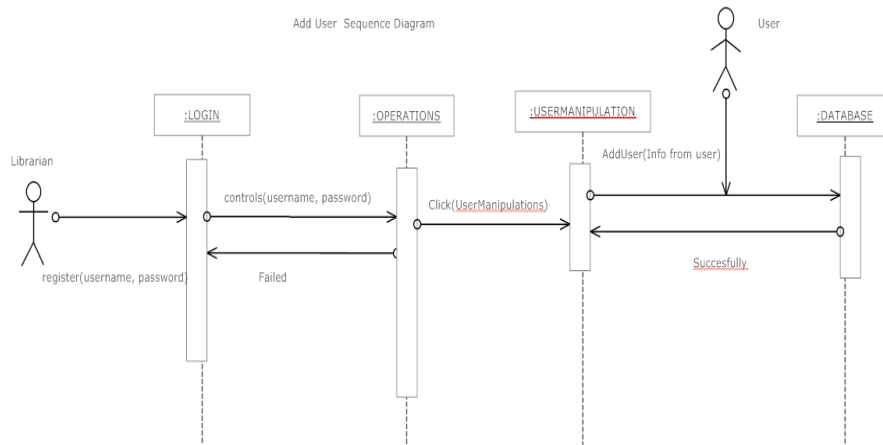 Add User Sequence Diagram
User
:LOGIN
:OPERATIONS
:USERMANIPULATION
:DATABASE
Librarian
AddUser(Info from user)
controls(username, password)
Click(UserManipulations)
register(username, password)
Failed
Succesfully